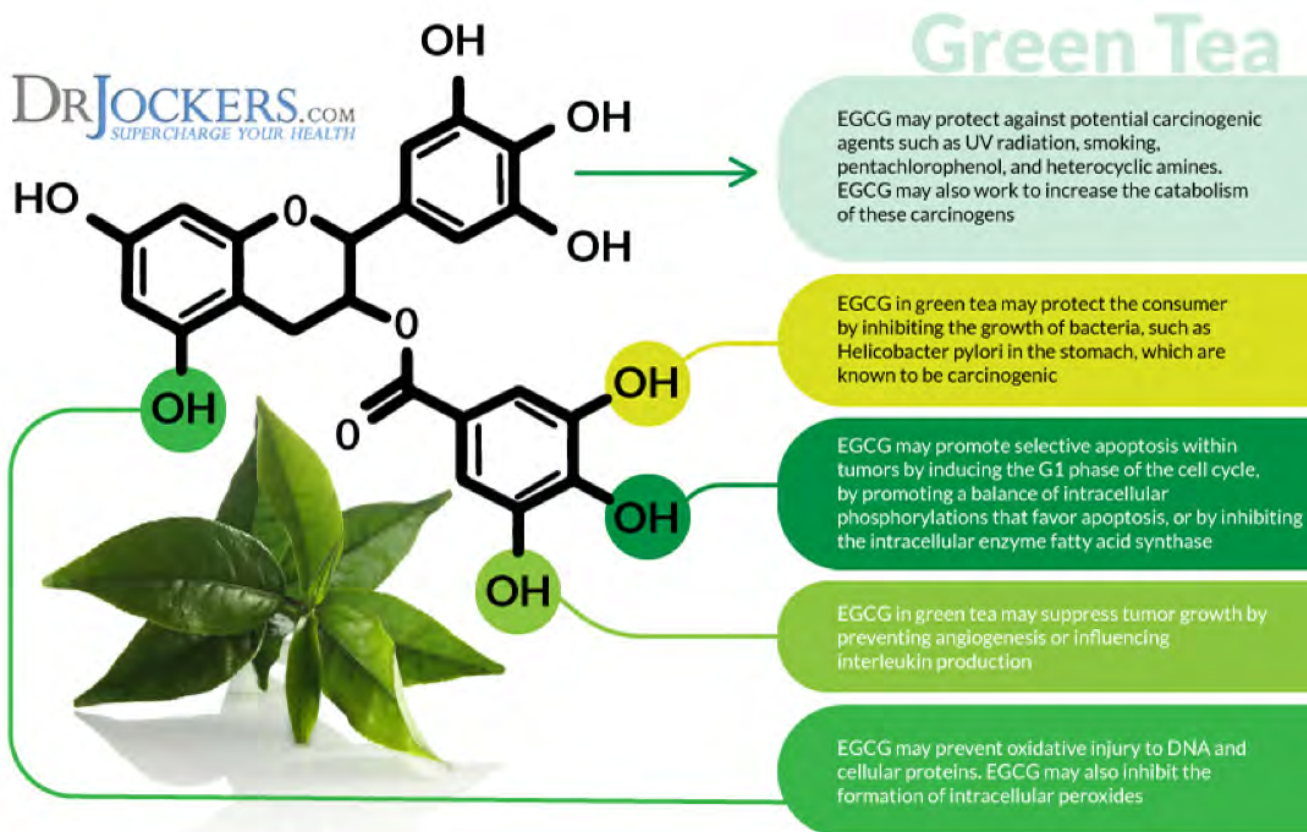 Green Tea
DRJOCKERS.COM
SUPERCHARGE YOUR HEALTH
OH
OH
OH
HO
O
O
O
OH
OH
OH
OH
EGCG may protect against potential carcinogenic
agents such as UV radiation, smoking,
pentachlorophenol, and heterocyclic amines.
EGCG may also work to increase the catabolism
of these carcinogens
EGCG in green tea may protect the consumer
by inhibiting the growth of bacteria, such as
Helicobacter pylori in the stomach, which are
known to be carcinogenic
EGCG may promote selective apoptosis within
tumors by inducing the G1 phase of the cell cycle,
by promoting a balance of intracellular
phosphorylations that favor apoptosis, or by inhibiting
the intracellular enzyme fatty acid synthase
EGCG in green tea may suppress tumor growth by
preventing angiogenesis or influencing
interleukin production
EGCG may prevent oxidative injury to DNA and
cellular proteins. EGCG may also inhibit the
formation of intracellular peroxides